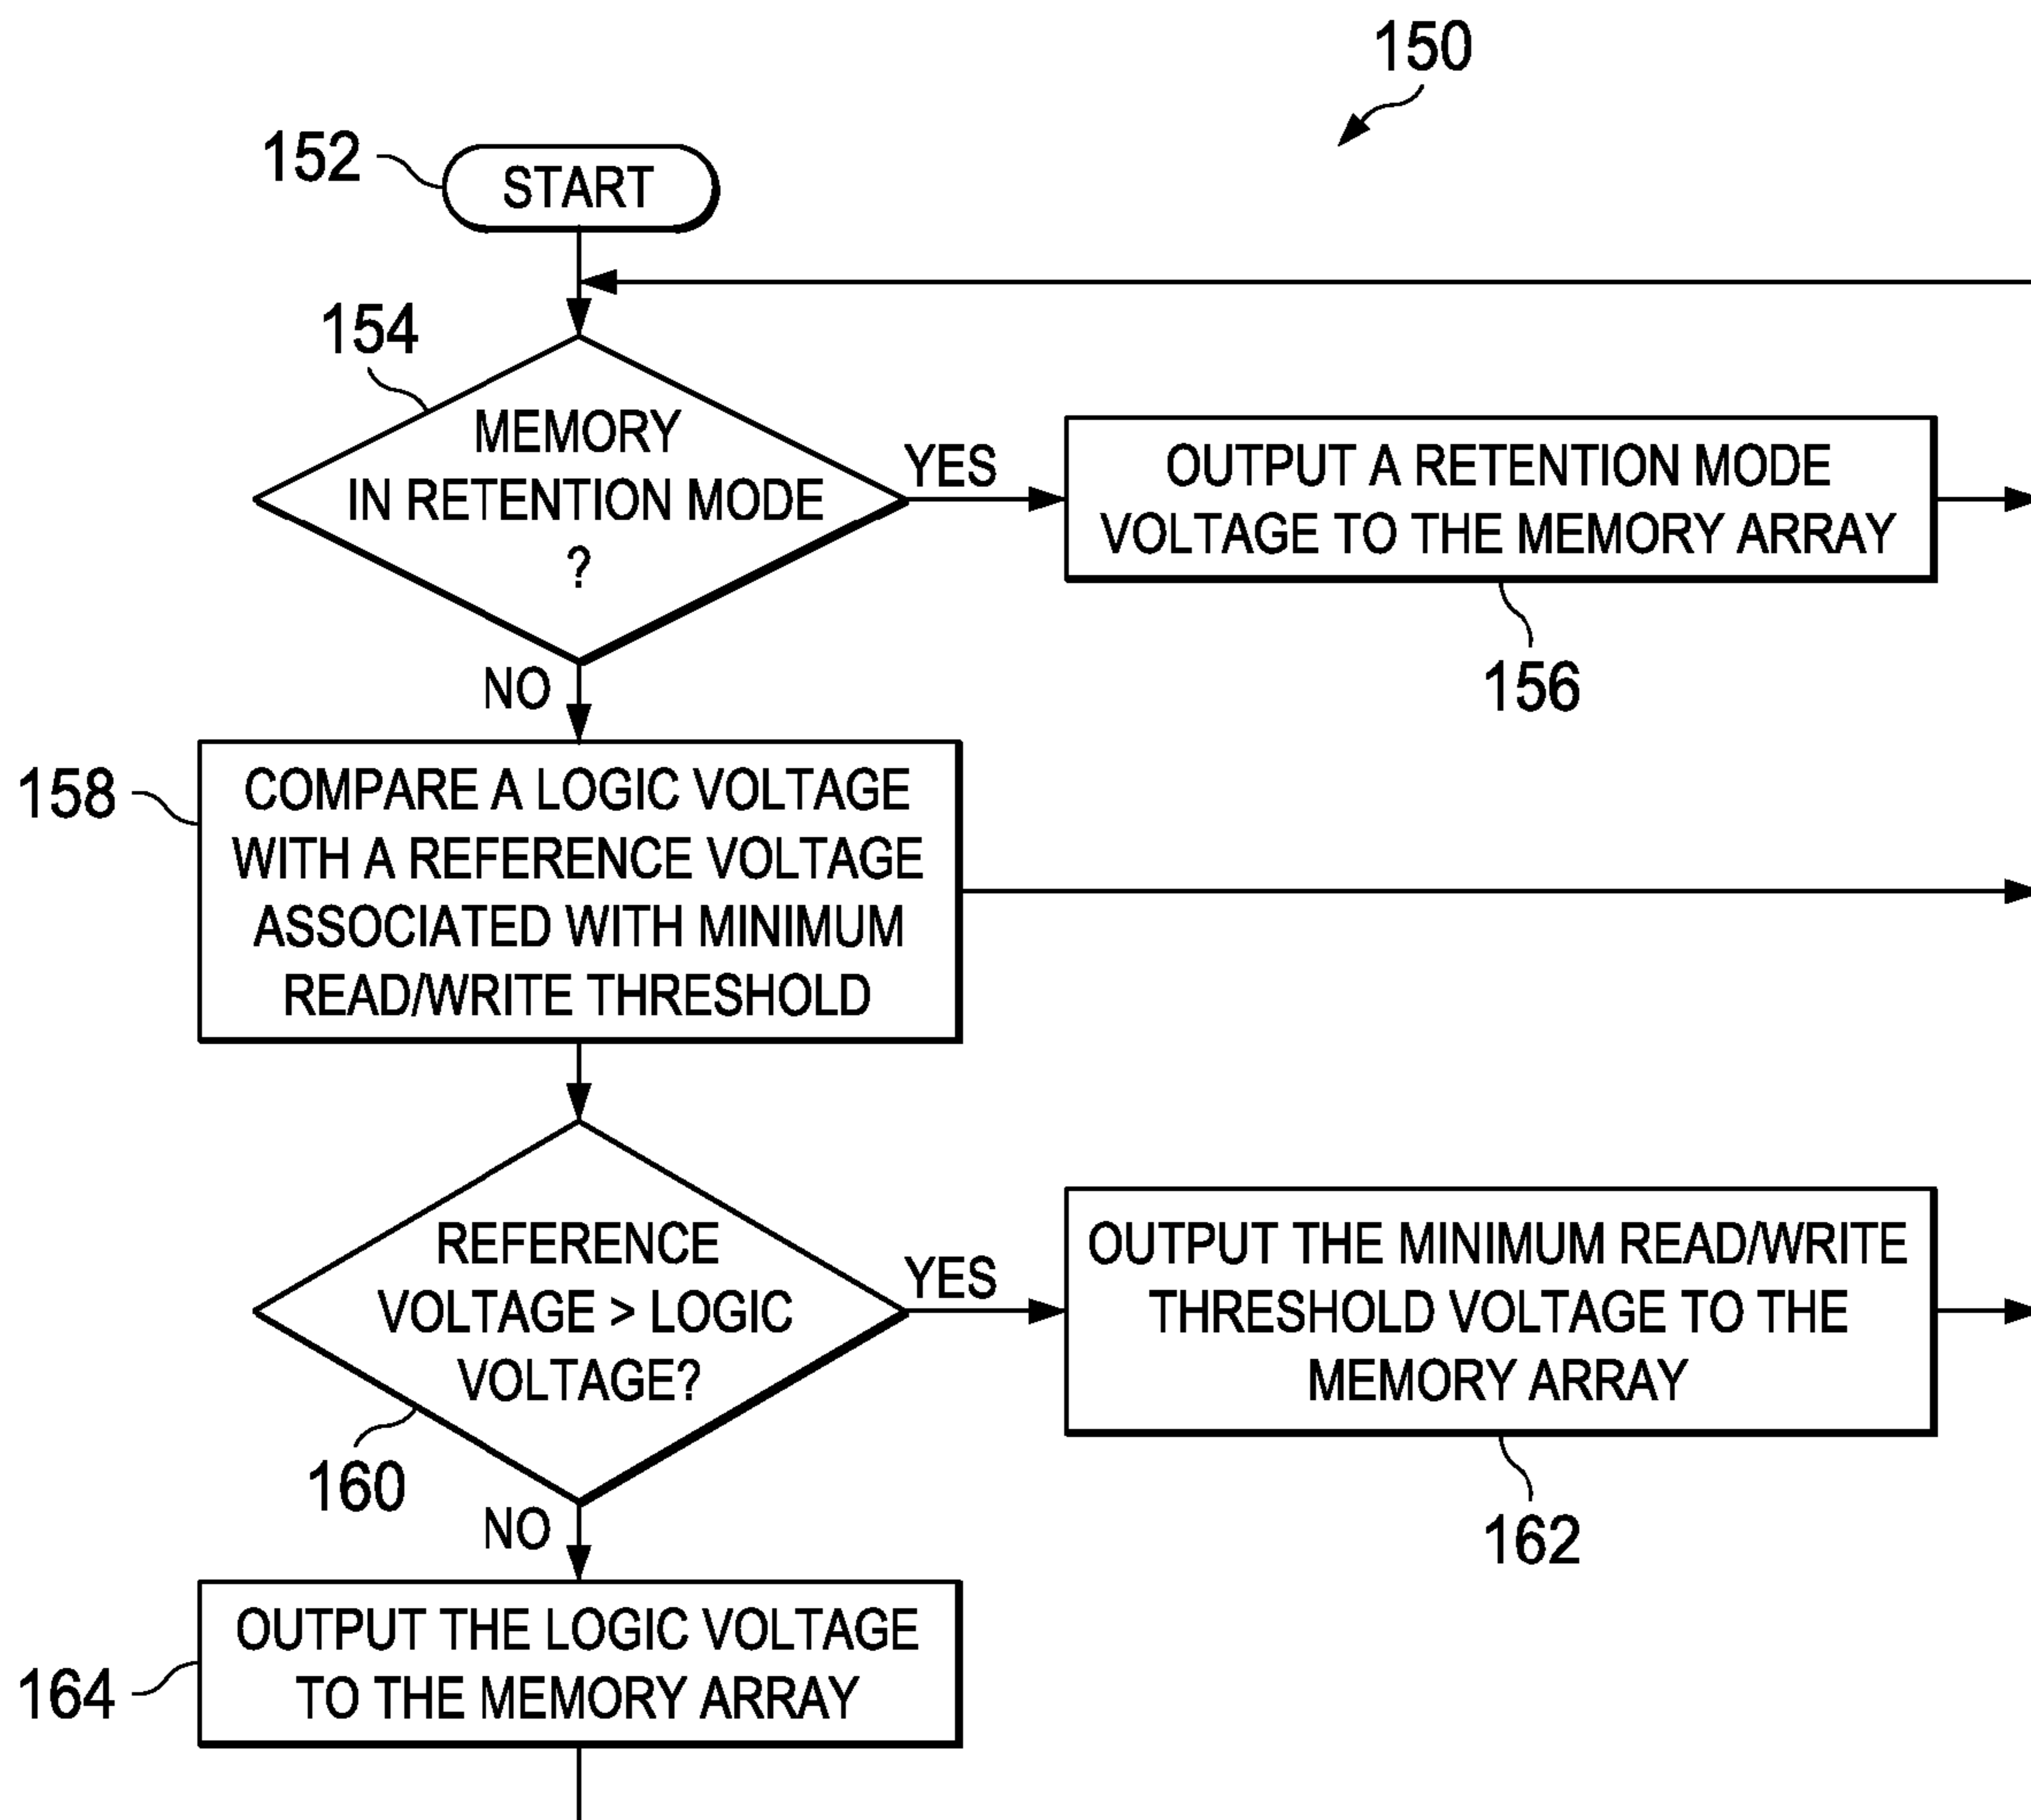 150
152
START
154
MEMORY
IN RETENTION MODE
?
YES
OUTPUT A RETENTION MODE
VOLTAGE TO THE MEMORY ARRAY
156
NO
158
COMPARE A LOGIC VOLTAGE
WITH A REFERENCE VOLTAGE
ASSOCIATED WITH MINIMUM
READ/WRITE THRESHOLD
REFERENCE
VOLTAGE > LOGIC
VOLTAGE?
160
YES
OUTPUT THE MINIMUM READ/WRITE
THRESHOLD VOLTAGE TO THE
MEMORY ARRAY
162
NO
164
OUTPUT THE LOGIC VOLTAGE
TO THE MEMORY ARRAY